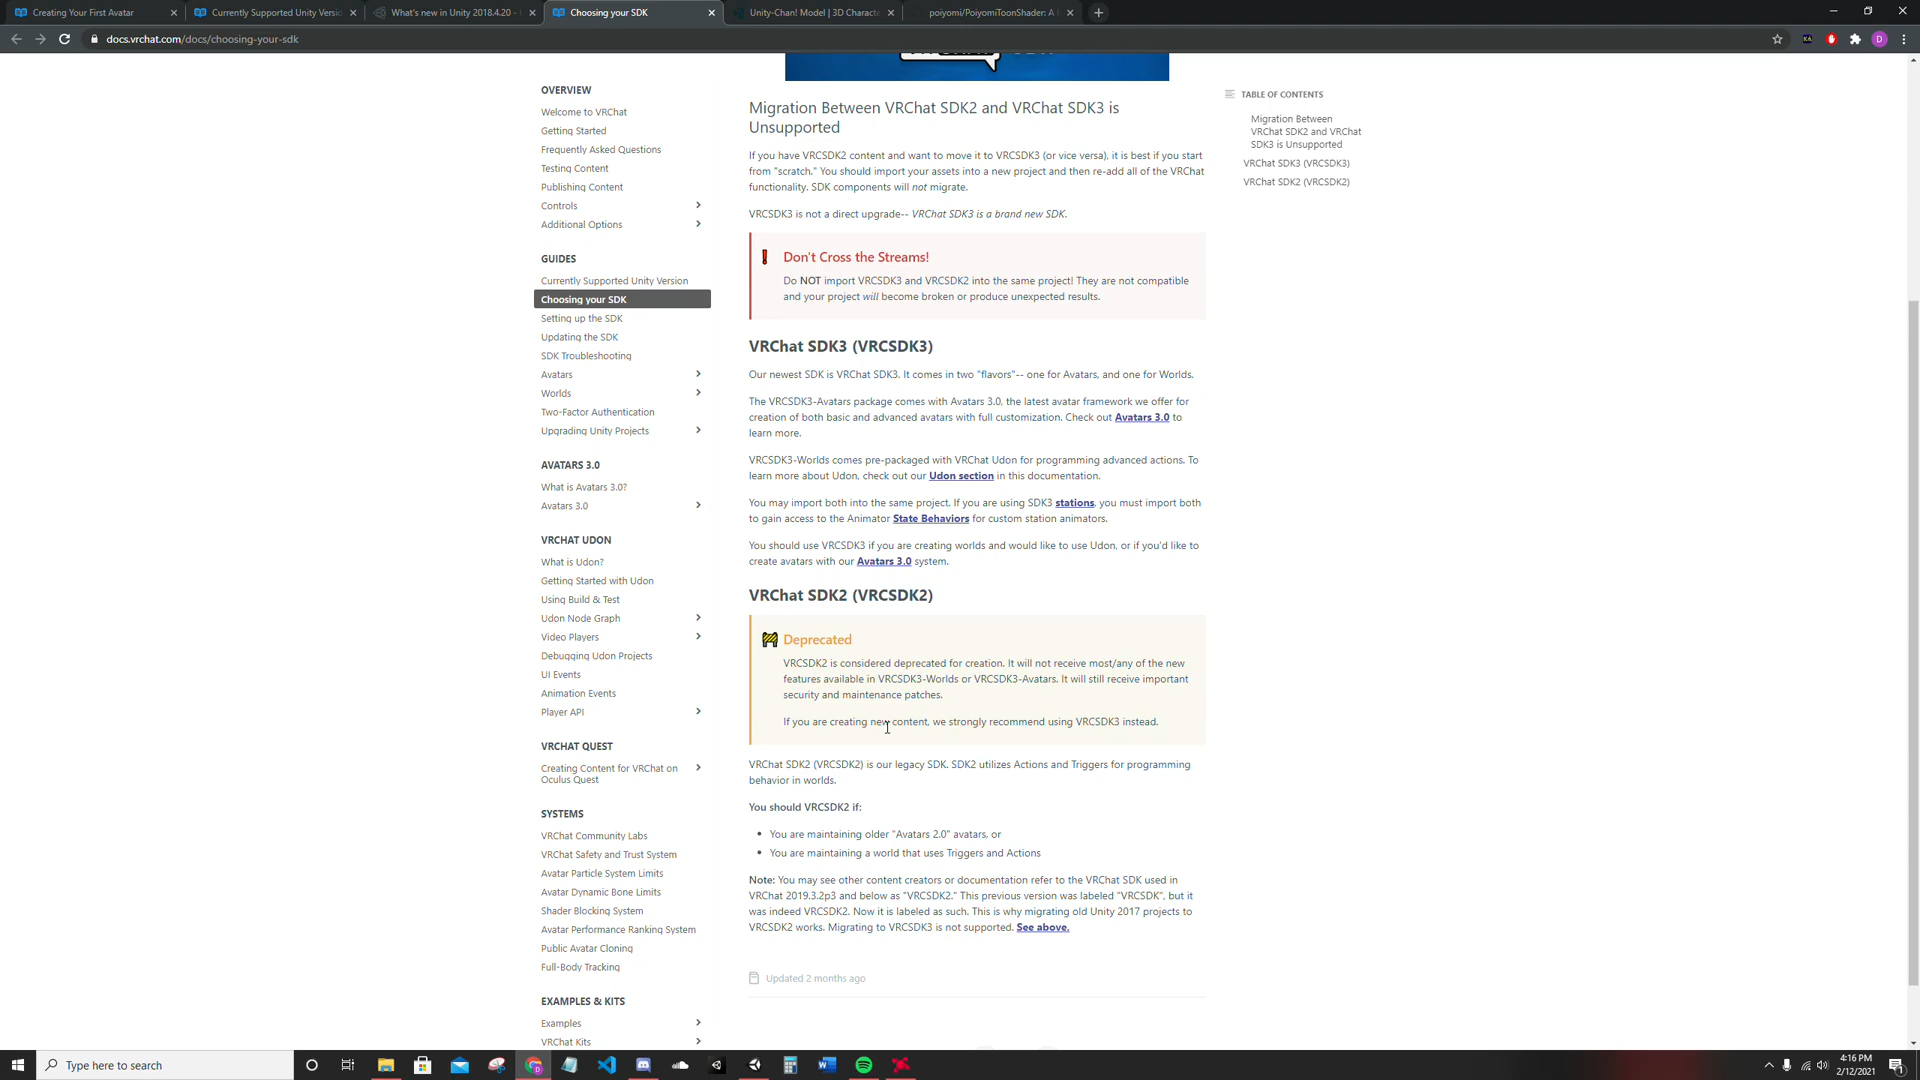 Creating Your First Avatar
Currently Supported Unity Versio
What's new in Unity 2018.4.20 -
Choosing your SDK
Unity-Chan! Model | 3D Characte
poiyomi/PoiyomiToonShader: A
docs.vrchat.com/docs/choosing-your-sdk
OVERVIEW
Welcome to VRChat
Getting Started
Frequently Asked Questions
Testing Content
Publishing Content
Controls
Additional Options
GUIDES
Currently Supported Unity Version
Choosing your SDK
Setting up the SDK
Updating the SDK
SDK Troubleshooting
Avatars
Worlds
Two-Factor Authentication
Upgrading Unity Projects
AVATARS 3.0
What is Avatars 3.0?
Avatars 3.0
VRCHAT UDON
What is Udon?
Getting Started with Udon
Using Build & Test
Udon Node Graph
Video Players
Debugging Udon Projects
UI Events
Animation Events
Player API
VRCHAT QUEST
Creating Content for VRChat on
Oculus Quest
SYSTEMS
VRChat Community Labs
VRChat Safety and Trust System
Avatar Particle System Limits
Avatar Dynamic Bone Limits
Shader Blocking System
Avatar Performance Ranking System
Public Avatar Cloning
Full-Body Tracking
EXAMPLES & KITS
Examples
VRChat Kits
Migration Between VRChat SDK2 and VRChat SDK3 is
Unsupported
If you have VRCSDK2 content and want to move it to VRCSDK3 (or vice versa), it is best if you start
from "scratch." You should import your assets into a new project and then re-add all of the VRChat
functionality. SDK components will not migrate.
VRCSDK3 is not a direct upgrade-- VRChat SDK3 is a brand new SDK.
Don't Cross the Streams!
Do NOT import VRCSDK3 and VRCSDK2 into the same project! They are not compatible
and your project will become broken or produce unexpected results.
VRChat SDK3 (VRCSDK3)
Our newest SDK is VRChat SDK3. It comes in two "flavors"-- one for Avatars, and one for Worlds.
The VRCSDK3-Avatars package comes with Avatars 3.0, the latest avatar framework we offer for
creation of both basic and advanced avatars with full customization. Check out Avatars 3.0 to
learn more.
VRCSDK3-Worlds comes pre-packaged with VRChat Udon for programming advanced actions. To
learn more about Udon, check out our Udon section in this documentation.
You may import both into the same project. If you are using SDK3 stations, you must import both
to gain access to the Animator State Behaviors for custom station animators.
You should use VRCSDK3 if you are creating worlds and would like to use Udon, or if you'd like to
create avatars with our Avatars 3.0 system.
VRChat SDK2 (VRCSDK2)
Deprecated
VRCSDK2 is considered deprecated for creation. It will not receive most/any of the new
features available in VRCSDK3-Worlds or VRCSDK3-Avatars. It will still receive important
security and maintenance patches.
If you are creating new content, we strongly recommend using VRCSDK3 instead.
VRChat SDK2 (VRCSDK2) is our legacy SDK. SDK2 utilizes Actions and Triggers for programming
behavior in worlds.
You should VRCSDK2 if:
• You are maintaining older "Avatars 2.0" avatars, or
• You are maintaining a world that uses Triggers and Actions
Note: You may see other content creators or documentation refer to the VRChat SDK used in
VRChat 2019.3.2p3 and below as "VRCSDK2." This previous version was labeled "VRCSDK", but it
was indeed VRCSDK2. Now it is labeled as such. This is why migrating old Unity 2017 projects to
VRCSDK2 works. Migrating to VRCSDK3 is not supported. See above.
Updated 2 months ago
TABLE OF CONTENTS
Migration Between
VRChat SDK2 and VRChat
SDK3 is Unsupported
VRChat SDK3 (VRCSDK3)
VRChat SDK2 (VRCSDK2)
Type here to search
4:16 PM
2/12/2021